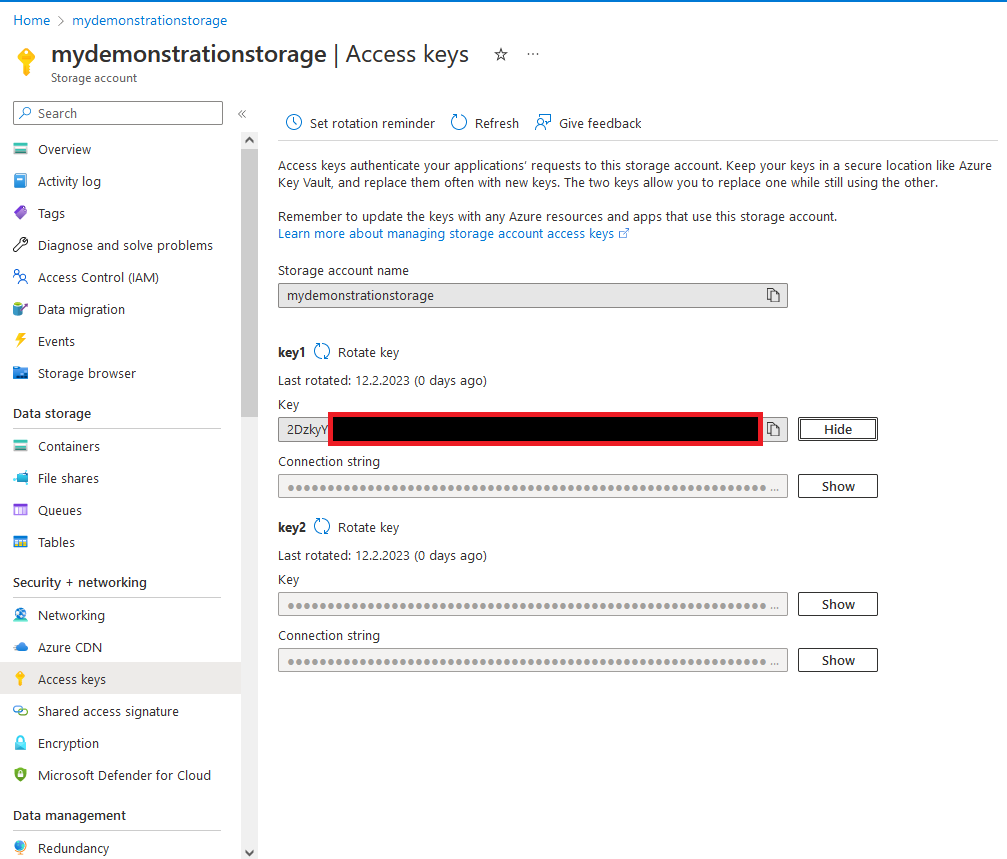 Home > mydemonstrationstorage
mydemonstrationstorage | Access keys
Storage account
Search
Overview
Activity log
Tags
Diagnose and solve problems
Access Control (IAM)
Data migration
Events
Storage browser
Data storage
Containers
File shares
Queues
Tables
Security + networking
Networking
Azure CDN
Access keys
Shared access signature
Encryption
Microsoft Defender for Cloud
Data management
Redundancy
Set rotation reminder Refresh Give feedback
Access keys authenticate your applications’ requests to this storage account. Keep your keys in a secure location like Azure
Key Vault, and replace them often with new keys. The two keys allow you to replace one while still using the other.
Remember to update the keys with any Azure resources and apps that use this storage account.
Learn more about managing storage account access keys
Storage account name
mydemonstrationstorage
key1 Rotate key
Last rotated: 12.2.2023 (0 days ago)
Key
2DzkyY Hide
Connection string
Show
key2 Rotate key
Last rotated: 12.2.2023 (0 days ago)
Key
Show
Connection string
Show